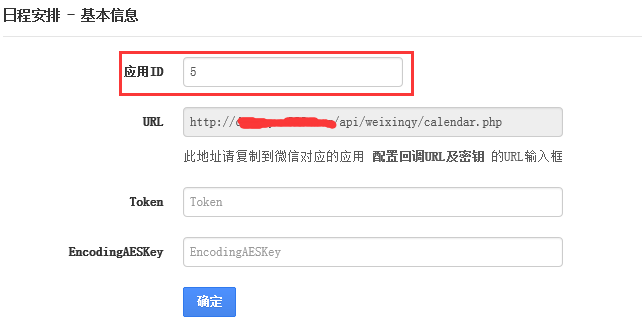 日程安排 - 基本信息
应用ID 5
URL http:// /api/weixinqy/calendar.php
此地址请复制到微信对应的应用 配置回调URL及密钥 的URL输入框
Token Token
EncodingAESKey EncodingAESKey
确定